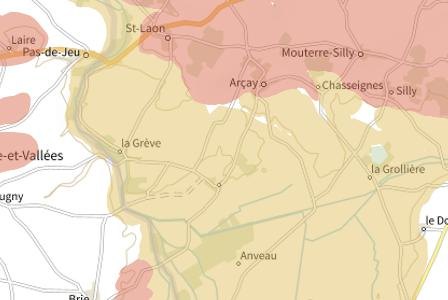 St-Laon
Laire
Pas-de-Jeu
Mouterre-Silly
Arçay
Chasseignes
Silly
la Grève
e-et-Vallées
la Grollière
ugny
le Do
Anveau
Brie